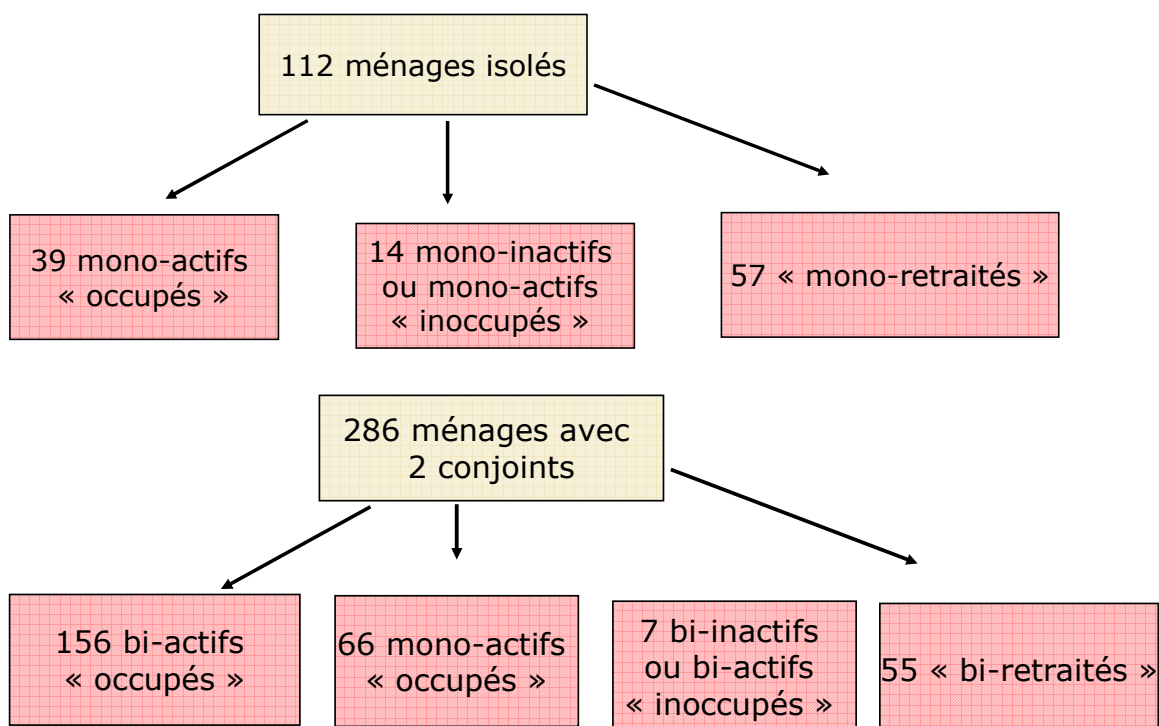 112 ménages isolés
39 mono-actifs
« occupés »
14 mono-inactifs
ou mono-actifs
« inoccupés »
57 « mono-retraités »
286 ménages avec
2 conjoints
156 bi-actifs
« occupés »
66 mono-actifs
« occupés »
7 bi-inactifs
ou bi-actifs
« inoccupés »
55 « bi-retraités »